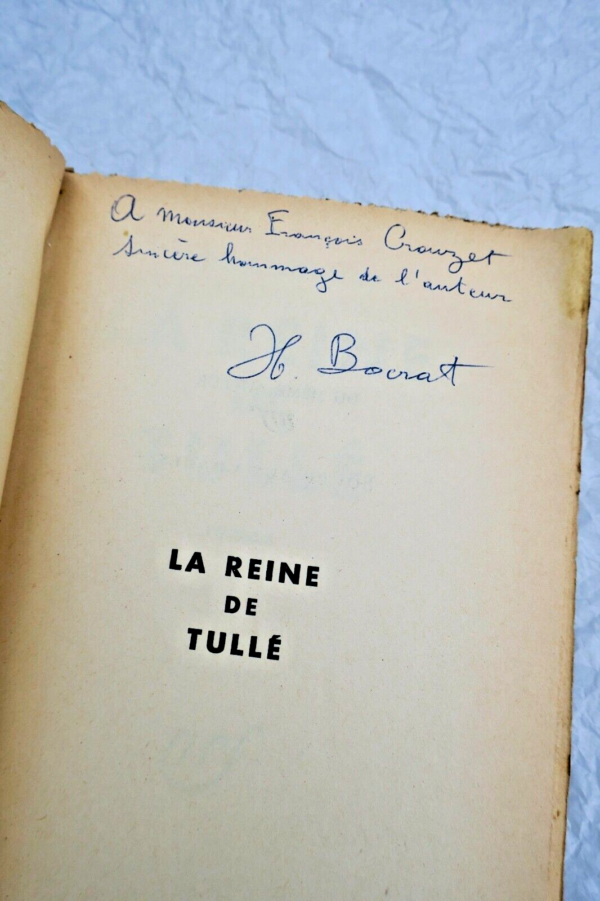 A Monsieur François Crouzet
Sincère hommage de l'auteur
H. Bocrat
LA REINE
DE
TULLÉ